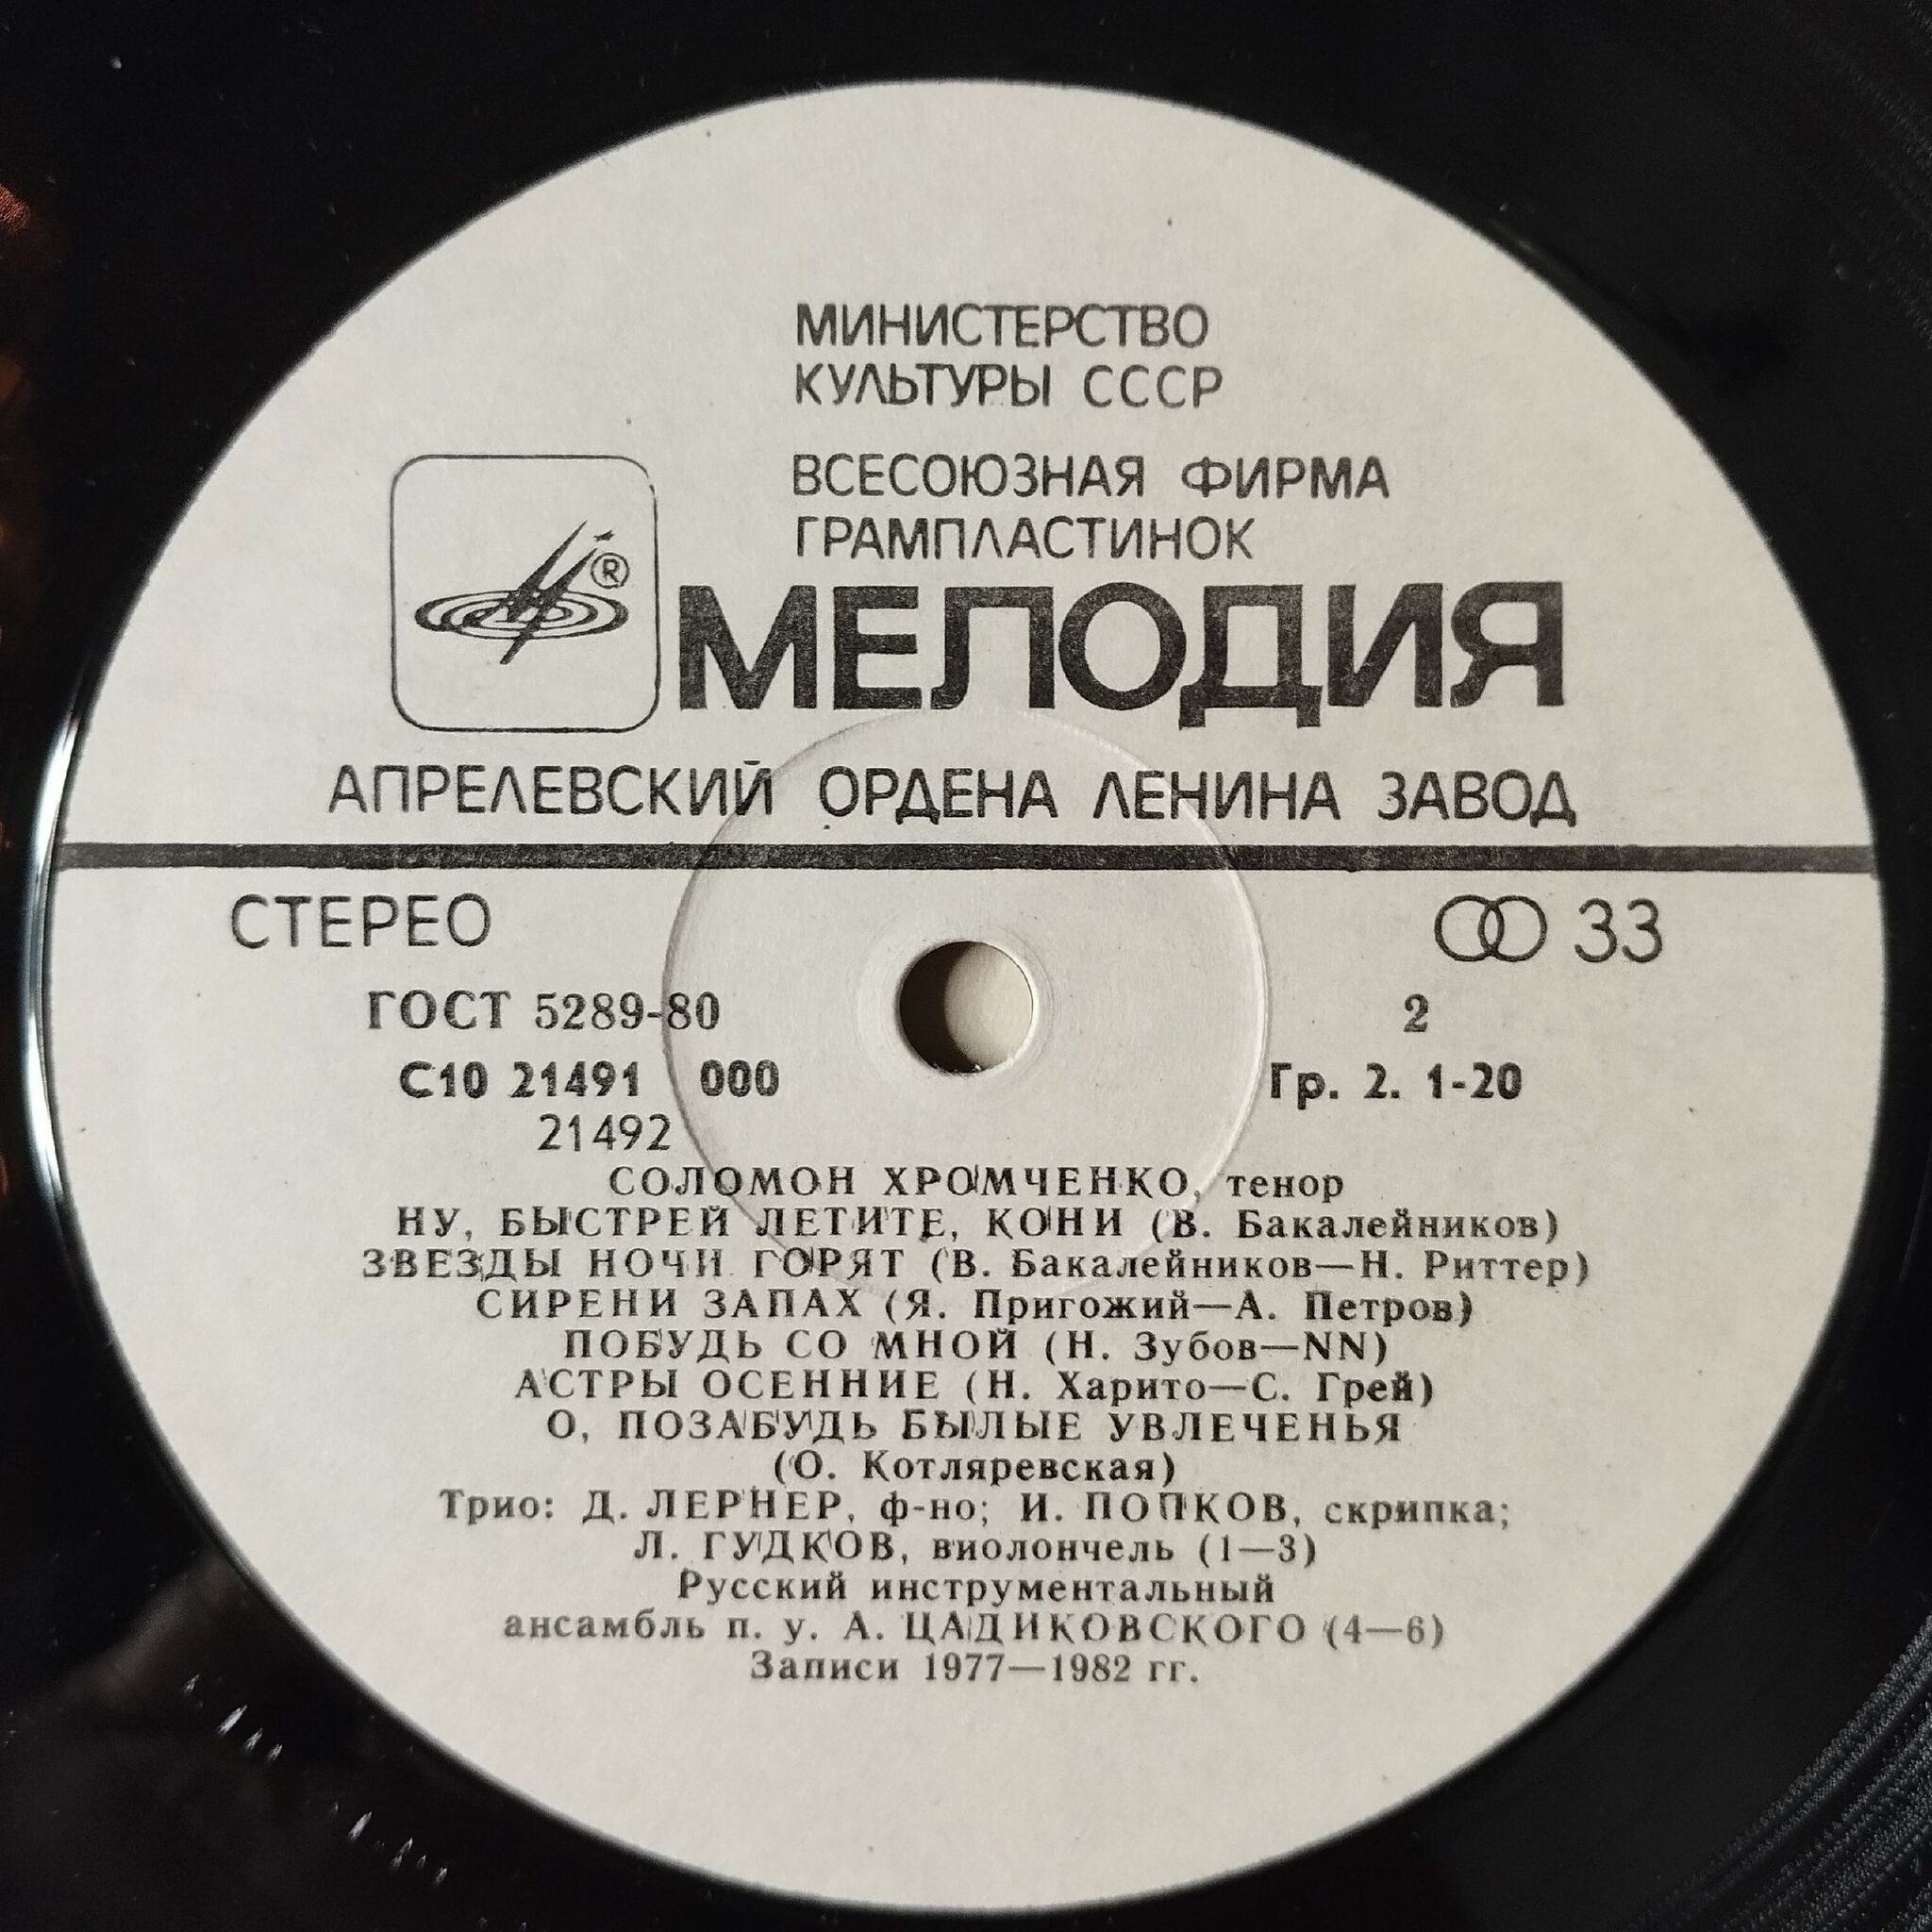 МИНИСТЕРСТВО
КУЛЬТУРЫ СССР
ВСЕСОЮЗНАЯ ФИРМА
ГРАМПЛАСТИНОК
®
МЕЛОДИЯ
АПРЕЛЕВСКИЙ ОРДЕНА ЛЕНИНА ЗАВОД
СТЕРЕО 33
ГОСТ 5289-80 2
С10 21491 000 Гр. 2. 1-20
21492
СОЛОМОН ХРОМЧЕНКО, тенор
НУ, БЫСТРЕЙ ЛЕТИТЕ, КОНИ (В. Бакалейников)
ЗВЕЗДЫ НОЧИ ГОРЯТ (В. Бакалейников—Н. Риттер)
СИРЕНИ ЗАПАХ (Я. Пригожий—А. Петров)
ПОБУДЬ СО МНОЙ (Н. Зубов—NN)
АСТРЫ ОСЕННИЕ (Н. Харито—С. Грей)
О, ПОЗАБУДЬ БЫЛЫЕ УВЛЕЧЕНЬЯ
(О. Котляревская)
Трио: Д. ЛЕРНЕР, ф-но; И. ПОПКОВ, скрипка;
Л. ГУДКОВ, виолончель (1—3)
Русский инструментальный
ансамбль п. у. А. ЦАДИКОВСКОГО (4—6)
Записи 1977—1982 гг.